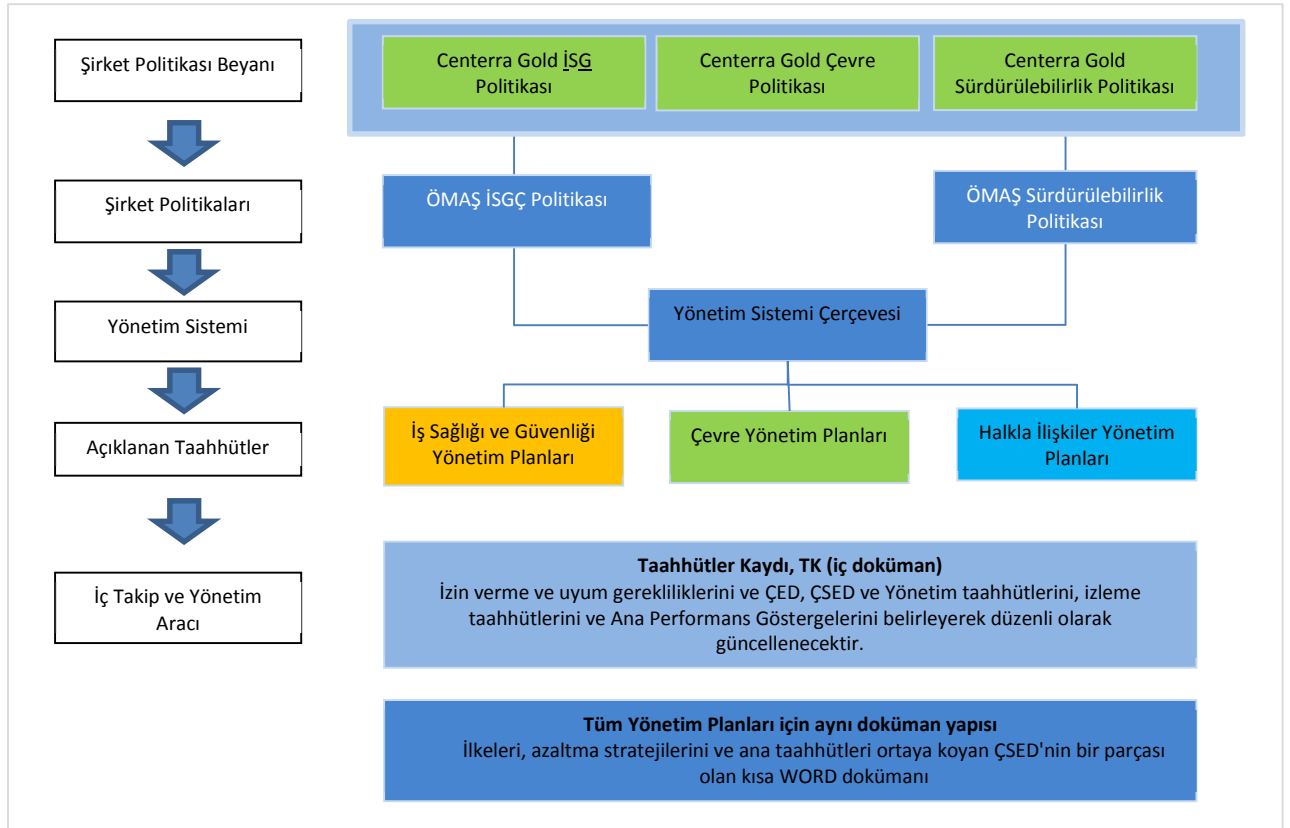 Şirket Politikası Beyanı
Centerra Gold İSG
Politikası
Centerra Gold Çevre
Politikası
Centerra Gold
Sürdürülebilirlik Politikası
Şirket Politikaları
ÖMAŞ İSGÇ Politikası
ÖMAŞ Sürdürülebilirlik
Politikası
Yönetim Sistemi
Yönetim Sistemi Çerçevesi
Açıklanan Taahhütler
İş Sağlığı ve Güvenliği
Yönetim Planları
Çevre Yönetim Planları
Halkla İlişkiler Yönetim
Planları
İç Takip ve Yönetim
Aracı
Taahhütler Kaydı, TK (iç doküman)
İzin verme ve uyum gerekliliklerini ve ÇED, ÇSED ve Yönetim taahhütlerini, izleme
taahhütlerini ve Ana Performans Göstergelerini belirleyerek düzenli olarak
güncellenecektir.
Tüm Yönetim Planları için aynı doküman yapısı
İlkeleri, azaltma stratejilerini ve ana taahhütleri ortaya koyan ÇSED'nin bir parçası
olan kısa WORD dokümanı